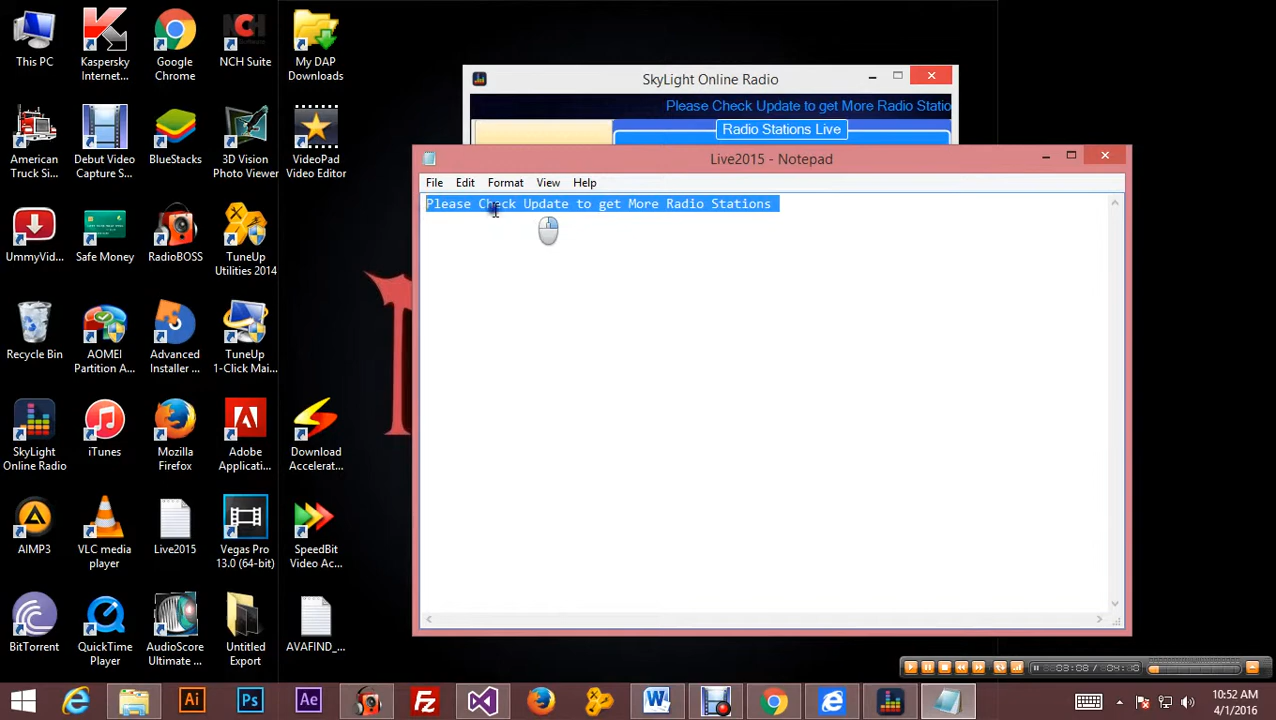 This PC
Kaspersky Internet...
Google Chrome
NCH
NCH Suite
My DAP Downloads
American Truck Si...
Debut Video Capture S...
BlueStacks
3D Vision Photo Viewer
VideoPad Video Editor
UmmyVid...
Safe Money
RadioBOSS
TuneUp Utilities 2014
Recycle Bin
AOMEI Partition A...
Advanced Installer ...
TuneUp 1-Click Mai...
SkyLight Online Radio
iTunes
Mozilla Firefox
Adobe Applicati...
Download Accelerat...
AIMP3
VLC media player
Live2015
Vegas Pro 13.0 (64-bit)
SpeedBit Video Ac...
BitTorrent
QuickTime Player
AudioScore Ultimate ...
Untitled Export
AVAFIND_...
SkyLight Online Radio
Please Check Update to get More Radio Statio
Radio Stations Live
Live2015 - Notepad
File Edit Format View Help
Please Check Update to get More Radio Stations
Ai
Ps
Ae
Fz
10:52 AM
4/1/2016